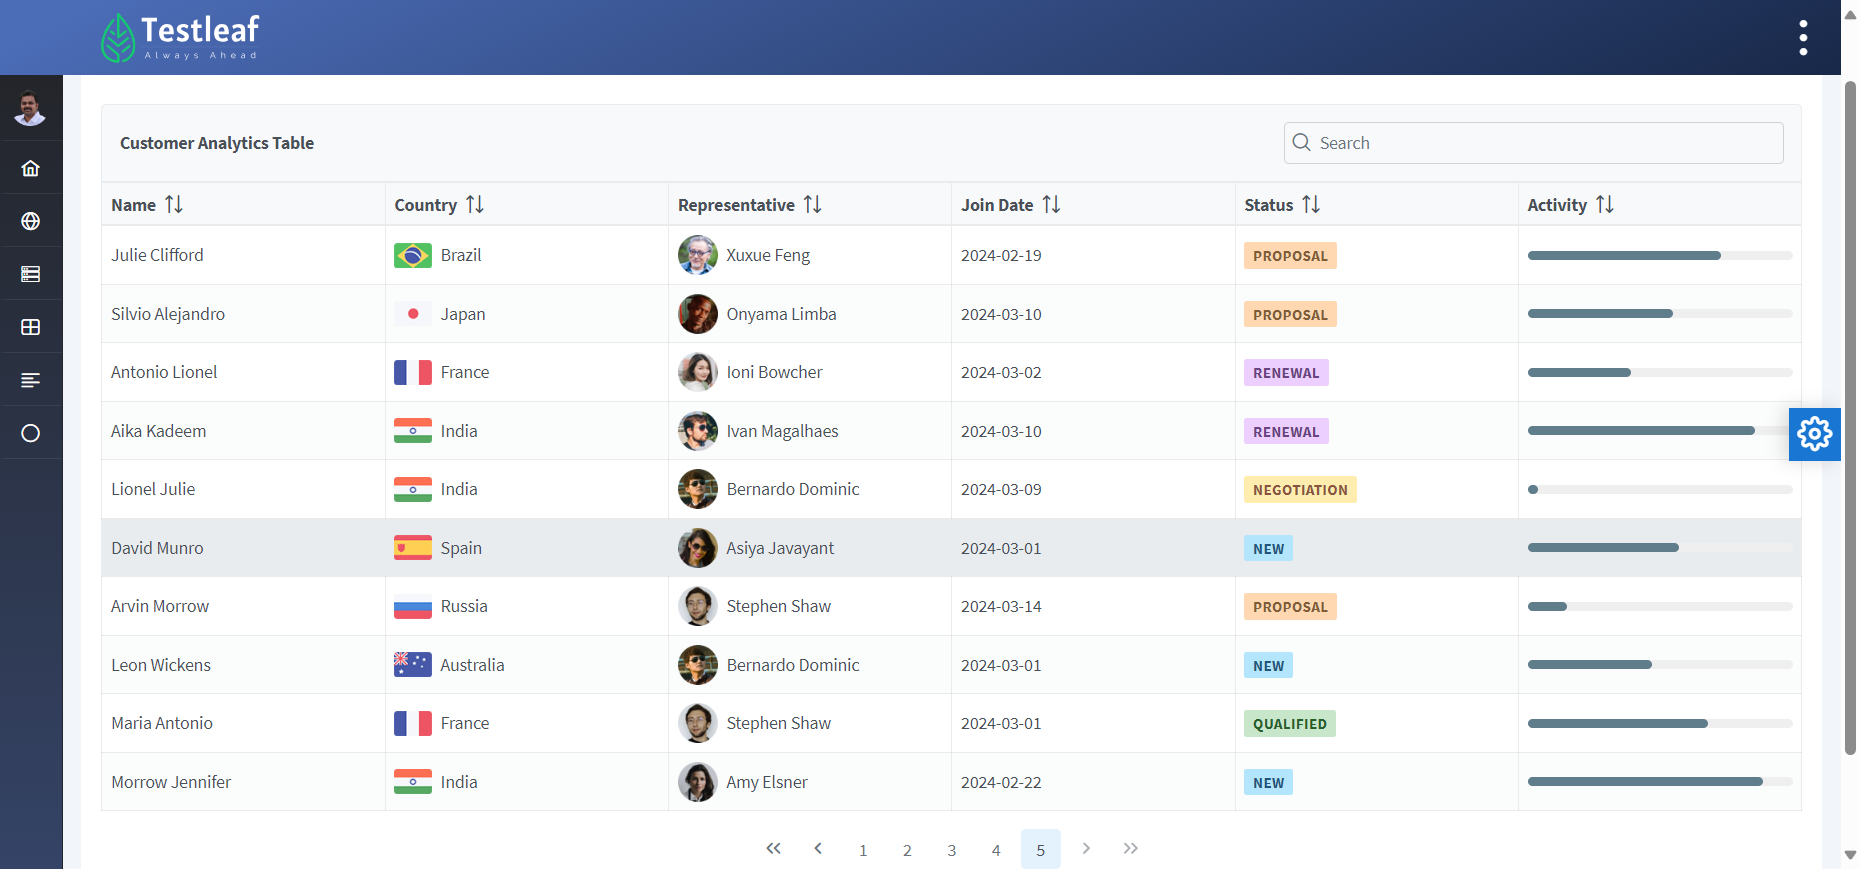 Testleaf
Always Ahead
Customer Analytics Table
Search
Name Country Representative Join Date Status Activity
Julie Clifford Brazil Xuxue Feng 2024-02-19 PROPOSAL
Silvio Alejandro Japan Onyama Limba 2024-03-10 PROPOSAL
Antonio Lionel France Ioni Bowcher 2024-03-02 RENEWAL
Aika Kadeem India Ivan Magalhaes 2024-03-10 RENEWAL
Lionel Julie India Bernardo Dominic 2024-03-09 NEGOTIATION
David Munro Spain Asiya Javayant 2024-03-01 NEW
Arvin Morrow Russia Stephen Shaw 2024-03-14 PROPOSAL
Leon Wickens Australia Bernardo Dominic 2024-03-01 NEW
Maria Antonio France Stephen Shaw 2024-03-01 QUALIFIED
Morrow Jennifer India Amy Elsner 2024-02-22 NEW
1 2 3 4 5